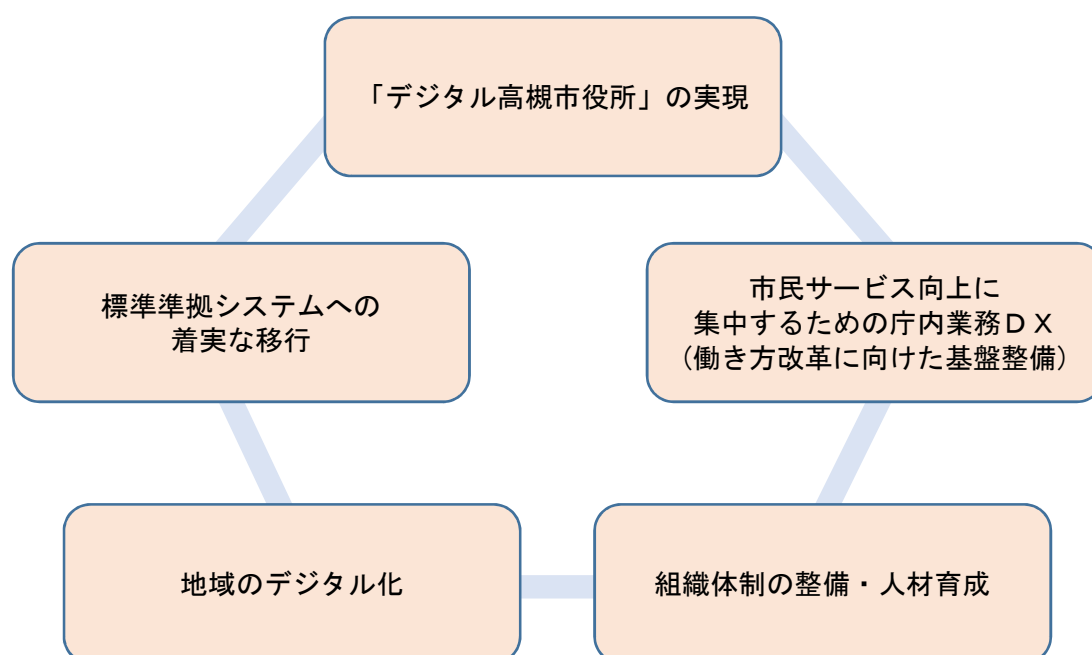 「デジタル高槻市役所」の実現
標準準拠システムへの
着実な移行
市民サービス向上に
集中するための庁内業務ＤＸ
（働き方改革に向けた基盤整備）
地域のデジタル化
組織体制の整備・人材育成